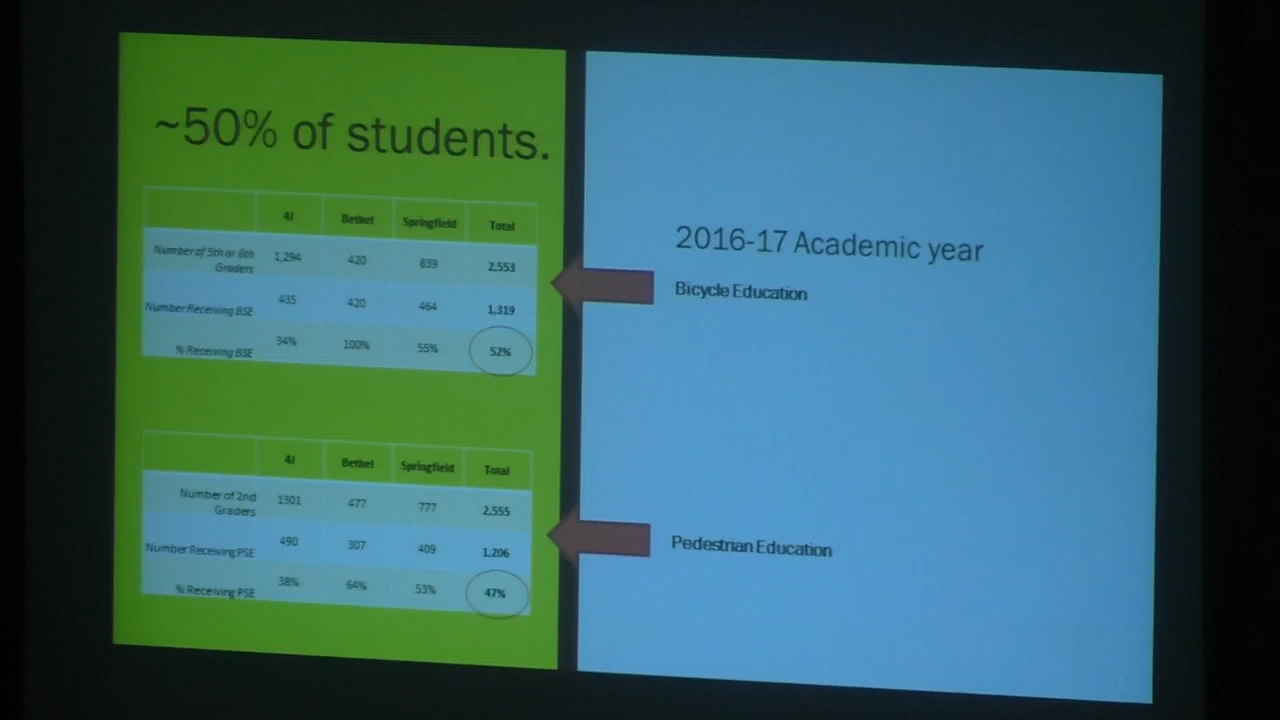 ~50% of students.
4J Bethel Springfield Total
Number of 5th or 6th
Graders 1,294 420 839 2,553
Number Receiving BSE 435 420 464 1,319
% Receiving BSE 34% 100% 55% 52%
4J Bethel Springfield Total
Number of 2nd
Graders 1301 477 777 2,555
Number Receiving PSE 490 307 409 1,206
% Receiving PSE 38% 64% 53% 47%
2016-17 Academic year
Bicycle Education
Pedestrian Education